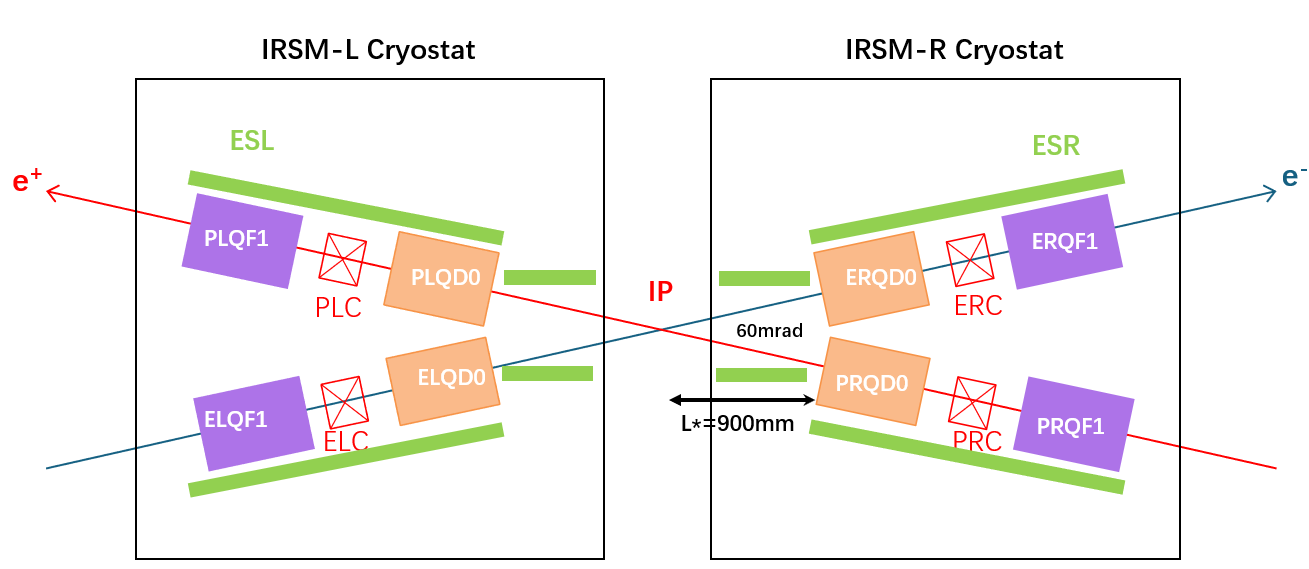 IRSM-L Cryostat
IRSM-R Cryostat
ESL
ESR
e+
e-
PLQF1
PLC
PLQD0
IP
60mrad
ERQD0
ERC
ERQF1
ELQF1
ELC
ELQD0
L*=900mm
PRQD0
PRC
PRQF1